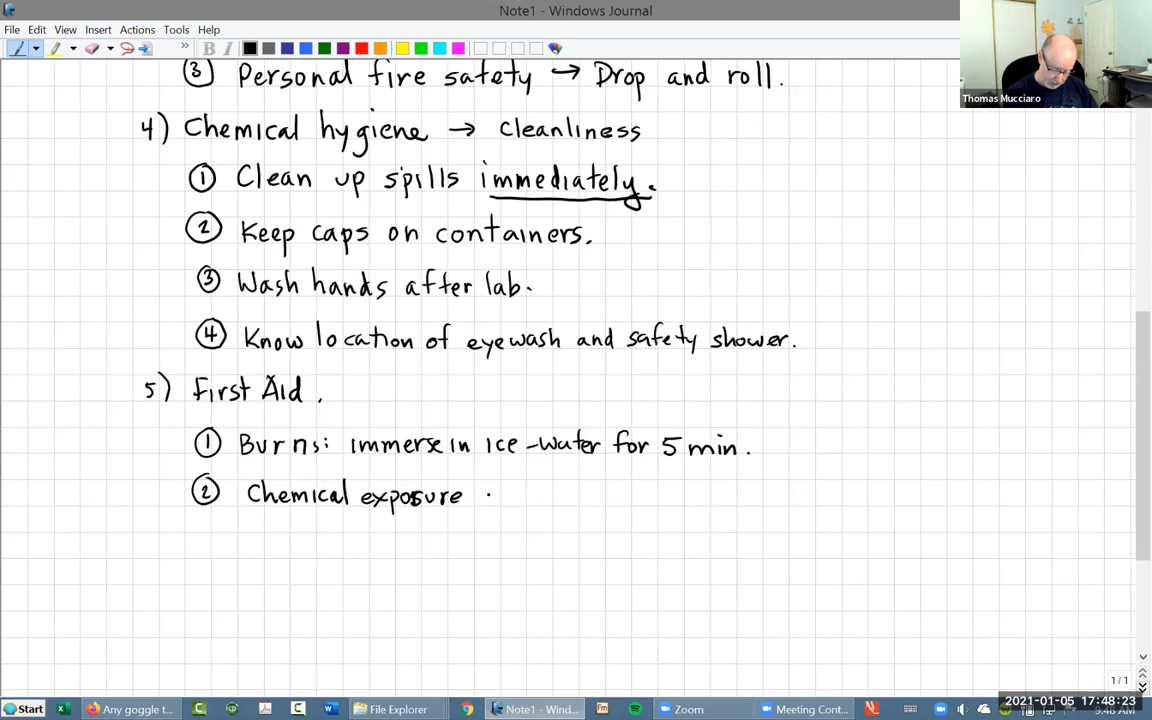 Note1 - Windows Journal
File Edit View Insert Actions Tools Help
B I
Thomas Mucciaro
③ Personal fire safety → Drop and roll.
4) Chemical hygiene → cleanliness
① Clean up spills immediately.
② Keep caps on containers.
③ Wash hands after lab.
④ Know location of eyewash and safety shower.
5) First Aid.
① Burns: immerse in ice-water for 5 min.
② Chemical exposure
1/1
Start Any goggle t... File Explorer Note1 - Wind... Zoom Meeting Cont...
2021-01-05 17:48:23